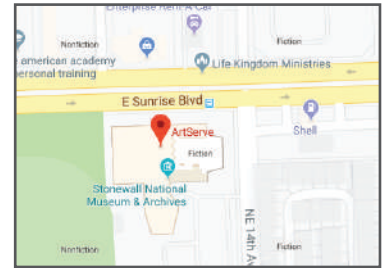 Enterprise Rent-A-Car
Nonfiction
Fiction
american academy
personal training
Life Kingdom Ministries
E Sunrise Blvd
Shell
ArtServe
Fiction
Stonewall National
Museum & Archives
NE 14th Av
Nonfiction
Fiction